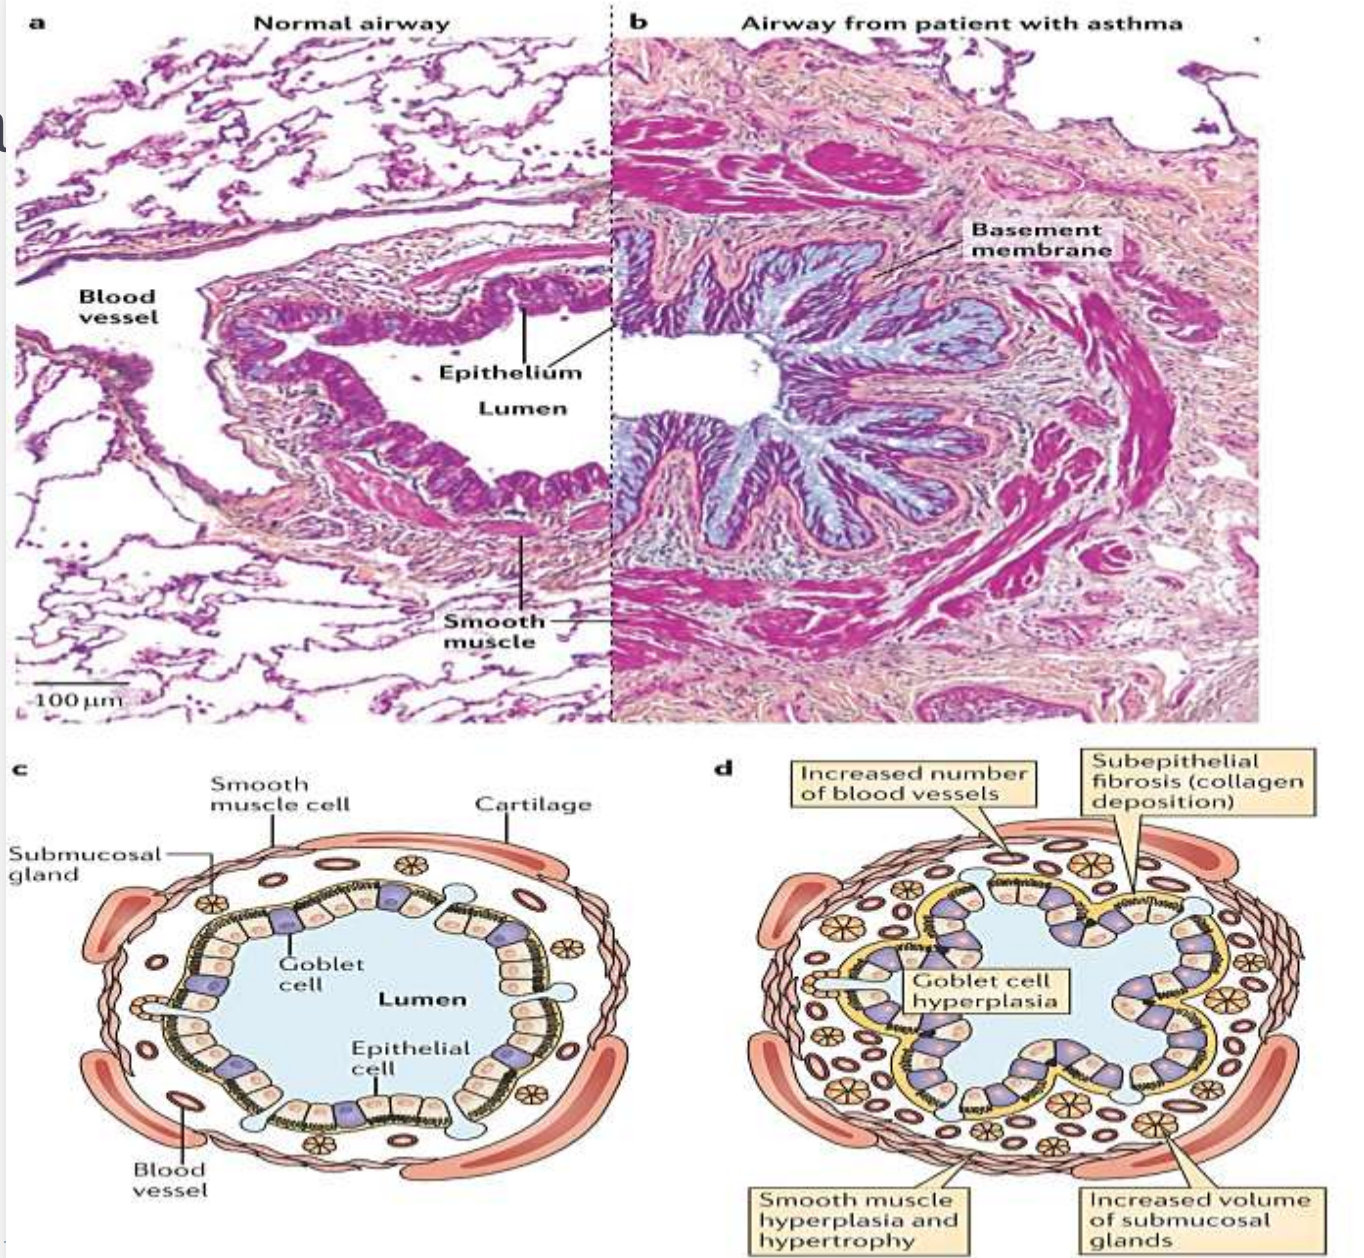 a
Normal airway
b
Airway from patient with asthma
Basement
membrane
Blood
vessel
Epithelium
Lumen
Smooth
muscle
100 μm
c
Smooth
muscle cell
Cartilage
Submucosal
gland
Goblet
cell
Lumen
Epithelial
cell
Blood
vessel
d
Increased number
of blood vessels
Subepithelial
fibrosis (collagen
deposition)
Goblet cell
hyperplasia
Smooth muscle
hyperplasia and
hypertrophy
Increased volume
of submucosal
glands